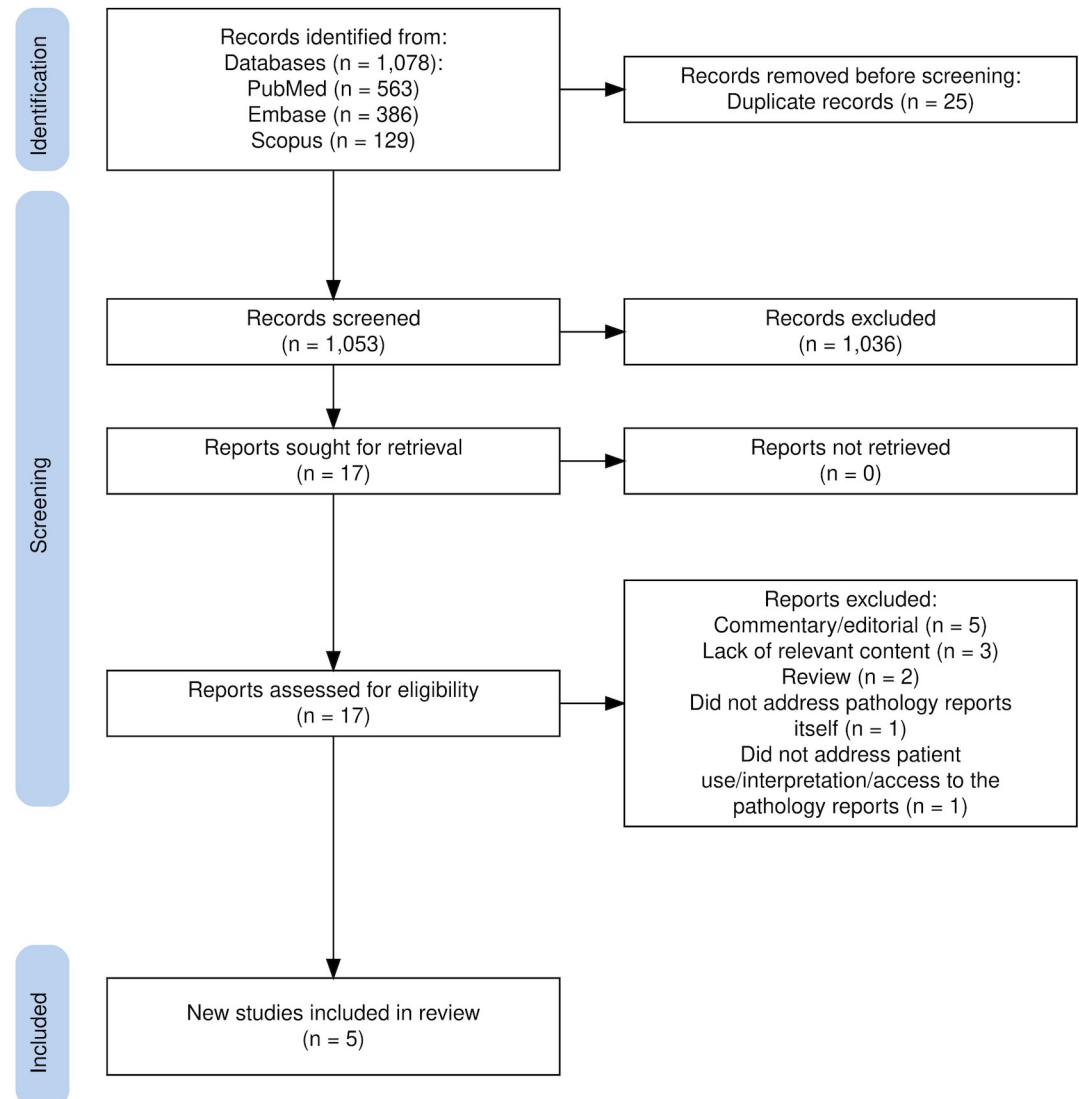 Identification
Records identified from:
Databases (n = 1,078):
PubMed (n = 563)
Embase (n = 386)
Scopus (n = 129)
Records removed before screening:
Duplicate records (n = 25)
Screening
Records screened
(n = 1,053)
Records excluded
(n = 1,036)
Reports sought for retrieval
(n = 17)
Reports not retrieved
(n = 0)
Reports assessed for eligibility
(n = 17)
Reports excluded:
Commentary/editorial (n = 5)
Lack of relevant content (n = 3)
Review (n = 2)
Did not address pathology reports
itself (n = 1)
Did not address patient
use/interpretation/access to the
pathology reports (n = 1)
Included
New studies included in review
(n = 5)